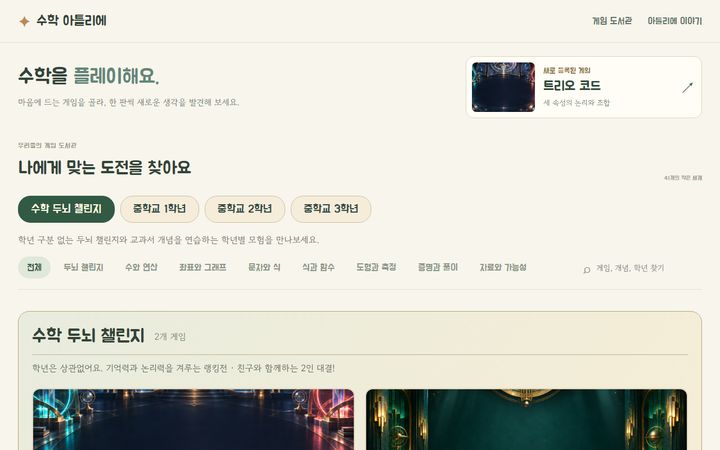 수학 아틀리에
게임 도서관
아틀리에 이야기
수학을 플레이해요.
마음에 드는 게임을 골라, 한 판씩 새로운 생각을 발견해 보세요.
새로 등록된 게임
트리오 코드
세 속성의 논리와 조합
우리들의 게임 도서관
나에게 맞는 도전을 찾아요
41개의 작은 세계
수학 두뇌 챌린지
중학교 1학년
중학교 2학년
중학교 3학년
학년 구분 없는 두뇌 챌린지와 교과서 개념을 연습하는 학년별 모험을 만나보세요.
전체
두뇌 챌린지
수와 연산
좌표와 그래프
문자와 식
식과 함수
도형과 측정
증명과 풀이
자료와 가능성
게임, 개념, 학년 찾기
수학 두뇌 챌린지
2개 게임
학년은 상관없어요. 기억력과 논리력을 겨루는 랭킹전 · 친구와 함께하는 2인 대결!